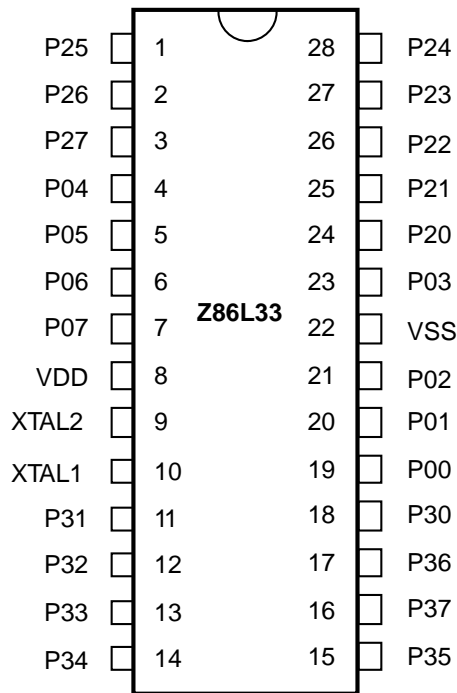 P25 1 28 P24
P26 2 27 P23
P27 3 26 P22
P04 4 25 P21
P05 5 24 P20
P06 6 23 P03
Z86L33
P07 7 22 VSS
VDD 8 21 P02
XTAL2 9 20 P01
XTAL1 10 19 P00
P31 11 18 P30
P32 12 17 P36
P33 13 16 P37
P34 14 15 P35